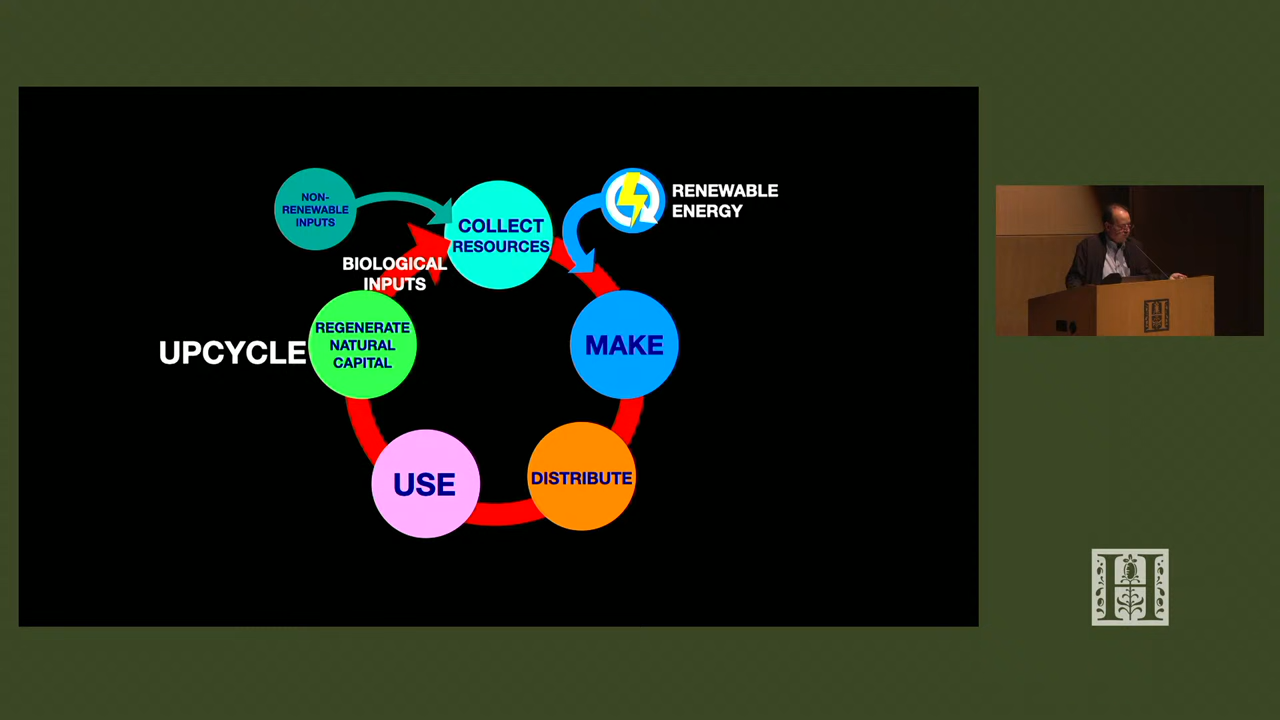 NON-
RENEWABLE
INPUTS
COLLECT
RESOURCES
RENEWABLE
ENERGY
BIOLOGICAL
INPUTS
UPCYCLE
REGENERATE
NATURAL
CAPITAL
MAKE
USE
DISTRIBUTE
H